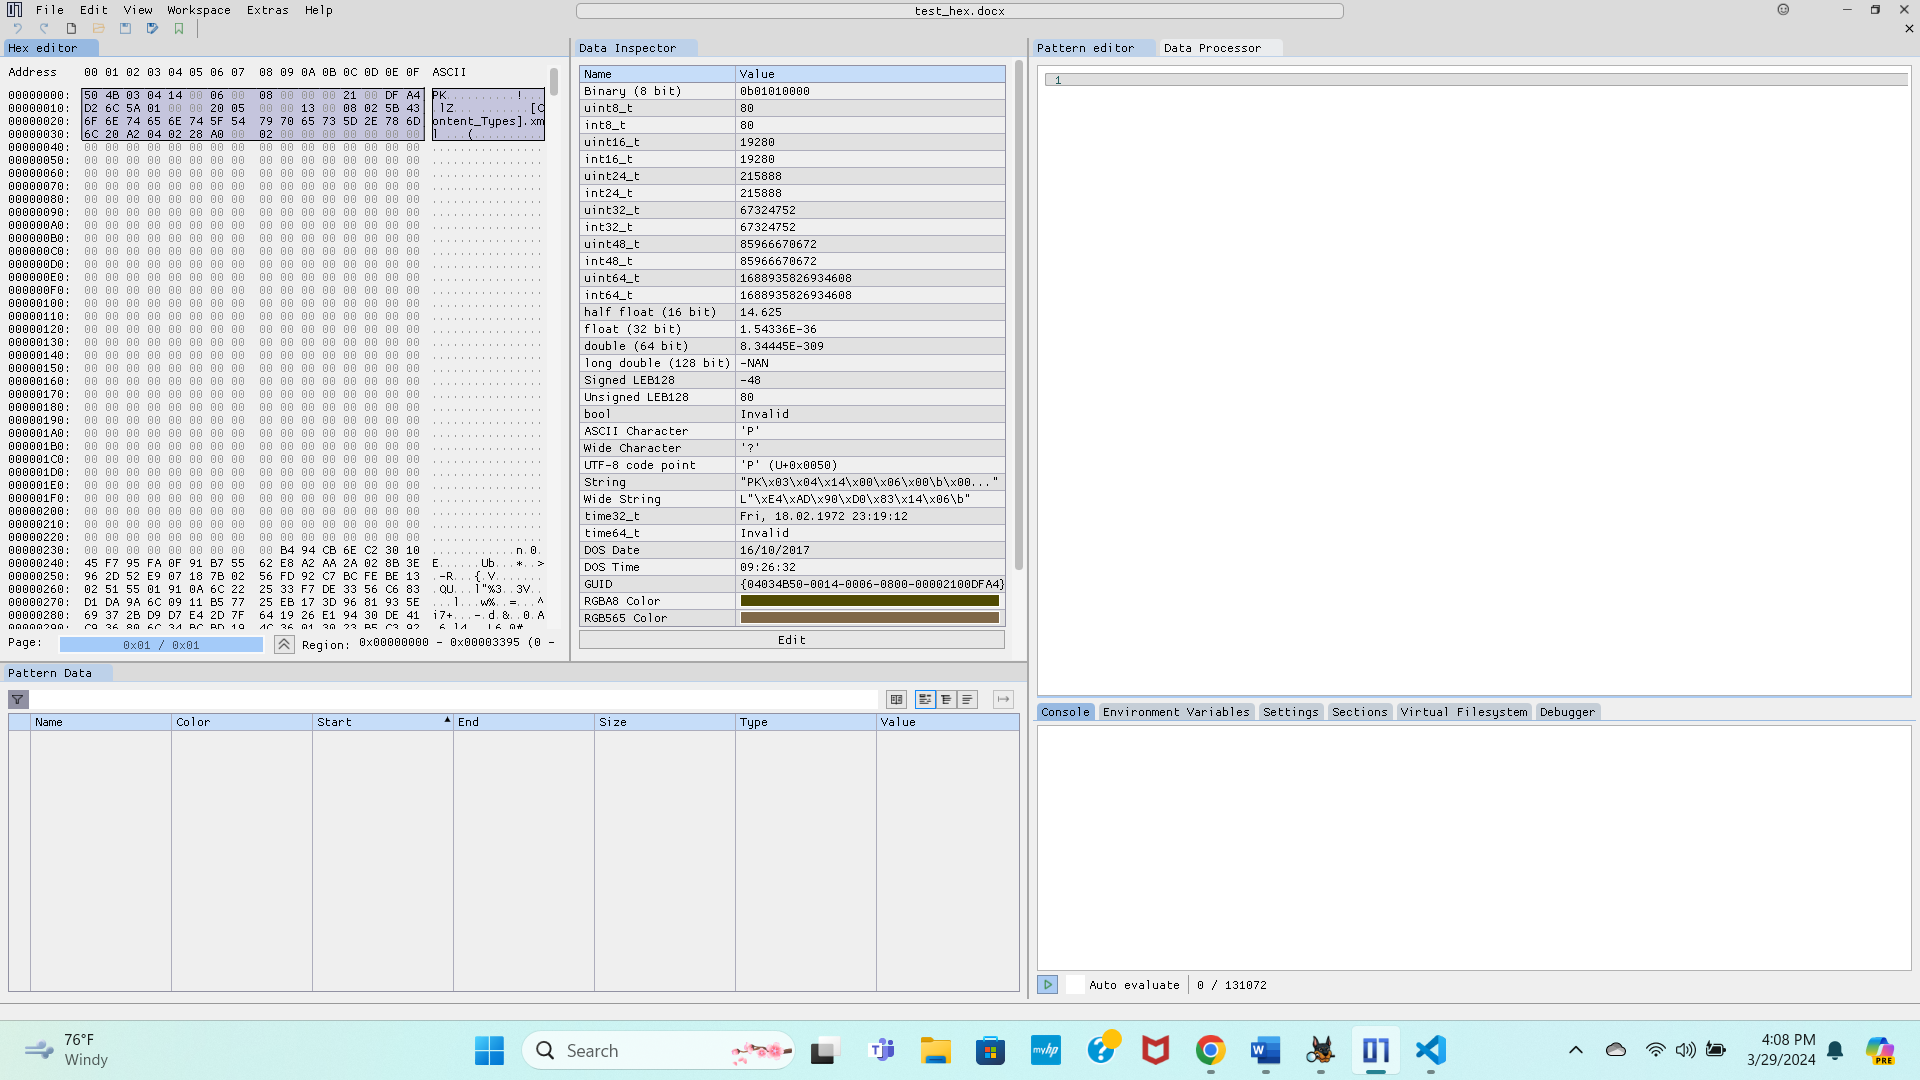 File Edit View Workspace Extras Help
test_hex.docx
Hex editor
Address 00 01 02 03 04 05 06 07 08 09 0A 0B 0C 0D 0E 0F ASCII
00000000: 50 4B 03 04 14 00 06 00 08 00 00 00 21 00 DF A4 PK..........!...
00000010: D2 6C 5A 01 00 00 20 05 00 00 13 00 08 02 5B 43 .lZ... .......[C
00000020: 6F 6E 74 65 6E 74 5F 54 79 70 65 73 5D 2E 78 6D ontent_Types].xm
00000030: 6C 20 A2 04 02 28 A0 00 02 00 00 00 00 00 00 00 l ...(..........
00000040: 00 00 00 00 00 00 00 00 00 00 00 00 00 00 00 00 ................
00000050: 00 00 00 00 00 00 00 00 00 00 00 00 00 00 00 00 ................
00000060: 00 00 00 00 00 00 00 00 00 00 00 00 00 00 00 00 ................
00000070: 00 00 00 00 00 00 00 00 00 00 00 00 00 00 00 00 ................
00000080: 00 00 00 00 00 00 00 00 00 00 00 00 00 00 00 00 ................
00000090: 00 00 00 00 00 00 00 00 00 00 00 00 00 00 00 00 ................
000000A0: 00 00 00 00 00 00 00 00 00 00 00 00 00 00 00 00 ................
000000B0: 00 00 00 00 00 00 00 00 00 00 00 00 00 00 00 00 ................
000000C0: 00 00 00 00 00 00 00 00 00 00 00 00 00 00 00 00 ................
000000D0: 00 00 00 00 00 00 00 00 00 00 00 00 00 00 00 00 ................
000000E0: 00 00 00 00 00 00 00 00 00 00 00 00 00 00 00 00 ................
000000F0: 00 00 00 00 00 00 00 00 00 00 00 00 00 00 00 00 ................
00000100: 00 00 00 00 00 00 00 00 00 00 00 00 00 00 00 00 ................
00000110: 00 00 00 00 00 00 00 00 00 00 00 00 00 00 00 00 ................
00000120: 00 00 00 00 00 00 00 00 00 00 00 00 00 00 00 00 ................
00000130: 00 00 00 00 00 00 00 00 00 00 00 00 00 00 00 00 ................
00000140: 00 00 00 00 00 00 00 00 00 00 00 00 00 00 00 00 ................
00000150: 00 00 00 00 00 00 00 00 00 00 00 00 00 00 00 00 ................
00000160: 00 00 00 00 00 00 00 00 00 00 00 00 00 00 00 00 ................
00000170: 00 00 00 00 00 00 00 00 00 00 00 00 00 00 00 00 ................
00000180: 00 00 00 00 00 00 00 00 00 00 00 00 00 00 00 00 ................
00000190: 00 00 00 00 00 00 00 00 00 00 00 00 00 00 00 00 ................
000001A0: 00 00 00 00 00 00 00 00 00 00 00 00 00 00 00 00 ................
000001B0: 00 00 00 00 00 00 00 00 00 00 00 00 00 00 00 00 ................
000001C0: 00 00 00 00 00 00 00 00 00 00 00 00 00 00 00 00 ................
000001D0: 00 00 00 00 00 00 00 00 00 00 00 00 00 00 00 00 ................
000001E0: 00 00 00 00 00 00 00 00 00 00 00 00 00 00 00 00 ................
000001F0: 00 00 00 00 00 00 00 00 00 00 00 00 00 00 00 00 ................
00000200: 00 00 00 00 00 00 00 00 00 00 00 00 00 00 00 00 ................
00000210: 00 00 00 00 00 00 00 00 00 00 00 00 00 00 00 00 ................
00000220: 00 00 00 00 00 00 00 00 00 00 00 00 00 00 00 00 ................
00000230: 00 00 00 00 00 00 00 00 00 B4 94 CB 6E C2 30 10 ............n.0.
00000240: 45 F7 95 FA 0F 91 B7 55 62 E8 A2 AA 2A 02 8B 3E E......Ub...*..>
00000250: 96 2D 52 E9 07 18 7B 02 56 FD 92 C7 BC FE BE 13 .-R...{.V.......
00000260: 02 51 55 01 91 0A 6C 22 25 33 F7 DE 33 56 C6 83 .QU...l"%3..3V..
00000270: D1 DA 9A 6C 09 11 B5 77 25 EB 17 3D 96 81 93 5E ...l...w%..=...^
00000280: 69 37 2B D9 D7 E4 2D 7F 64 19 26 E1 94 30 DE 41 i7+...-.d.&..0.A
00000290: C9 36 80 6C 34 BC BD 19 4C 36 01 30 23 B5 C3 92 .6.l4...L6.0#...
Page: 0x01 / 0x01 Region: 0x00000000 - 0x00003395 (0 -
Data Inspector
Name Value
Binary (8 bit) 0b01010000
uint8_t 80
int8_t 80
uint16_t 19280
int16_t 19280
uint24_t 215888
int24_t 215888
uint32_t 67324752
int32_t 67324752
uint48_t 85966670672
int48_t 85966670672
uint64_t 1688935826934608
int64_t 1688935826934608
half float (16 bit) 14.625
float (32 bit) 1.54336E-36
double (64 bit) 8.34445E-309
long double (128 bit) -NAN
Signed LEB128 -48
Unsigned LEB128 80
bool Invalid
ASCII Character 'P'
Wide Character '?'
UTF-8 code point 'P' (U+0x0050)
String "PK\x03\x04\x14\x00\x06\x00\b\x00..."
Wide String L"\xE4\xAD\x90\xD0\x83\x14\x06\b"
time32_t Fri, 18.02.1972 23:19:12
time64_t Invalid
DOS Date 16/10/2017
DOS Time 09:26:32
GUID {04034B50-0014-0006-0800-00002100DFA4}
RGBA8 Color
RGB565 Color
Edit
Pattern editor Data Processor
1
Pattern Data
Name Color Start End Size Type Value
Console Environment Variables Settings Sections Virtual Filesystem Debugger
Auto evaluate 0 / 131072
76°F
Windy
Search
myhp
W
PRE
4:08 PM
3/29/2024